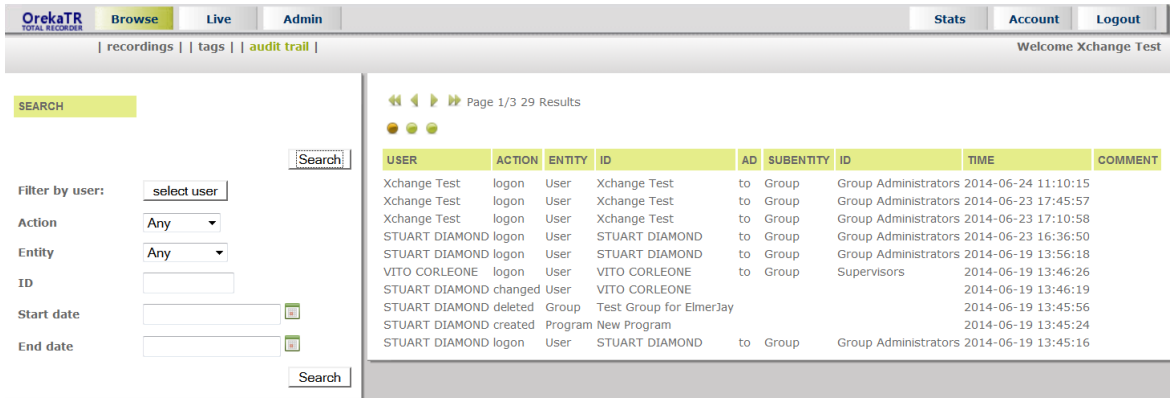 OrekaTR Browse Live Admin Stats Account Logout
TOTAL RECORDER
| recordings | | tags | | audit trail | Welcome Xchange Test
SEARCH
Search
Filter by user: select user
Action Any
Entity Any
ID
Start date
End date
Search
Page 1/3 29 Results
USER ACTION ENTITY ID AD SUBENTITY ID TIME COMMENT
Xchange Test logon User Xchange Test to Group Group Administrators 2014-06-24 11:10:15
Xchange Test logon User Xchange Test to Group Group Administrators 2014-06-23 17:45:57
Xchange Test logon User Xchange Test to Group Group Administrators 2014-06-23 17:10:58
STUART DIAMOND logon User STUART DIAMOND to Group Group Administrators 2014-06-23 16:36:50
STUART DIAMOND logon User STUART DIAMOND to Group Group Administrators 2014-06-19 13:56:18
VITO CORLEONE logon User VITO CORLEONE to Group Supervisors 2014-06-19 13:46:26
STUART DIAMOND changed User VITO CORLEONE 2014-06-19 13:46:19
STUART DIAMOND deleted Group Test Group for ElmerJay 2014-06-19 13:45:56
STUART DIAMOND created Program New Program 2014-06-19 13:45:24
STUART DIAMOND logon User STUART DIAMOND to Group Group Administrators 2014-06-19 13:45:16